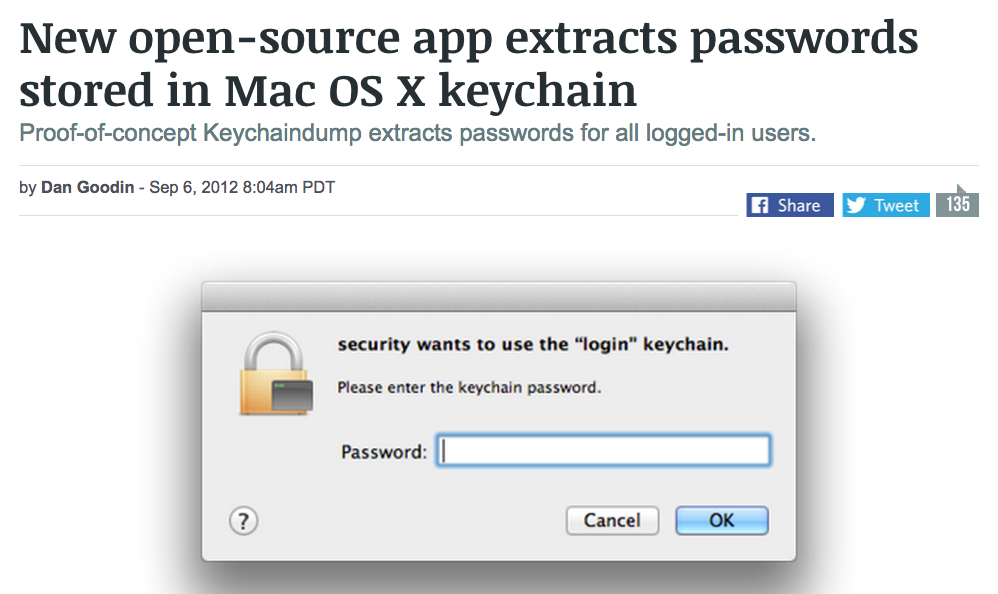 New open-source app extracts passwords
stored in Mac OS X keychain
Proof-of-concept Keychaindump extracts passwords for all logged-in users.
by Dan Goodin - Sep 6, 2012 8:04am PDT
Share Tweet 135
security wants to use the “login” keychain.
Please enter the keychain password.
Password:
? Cancel OK